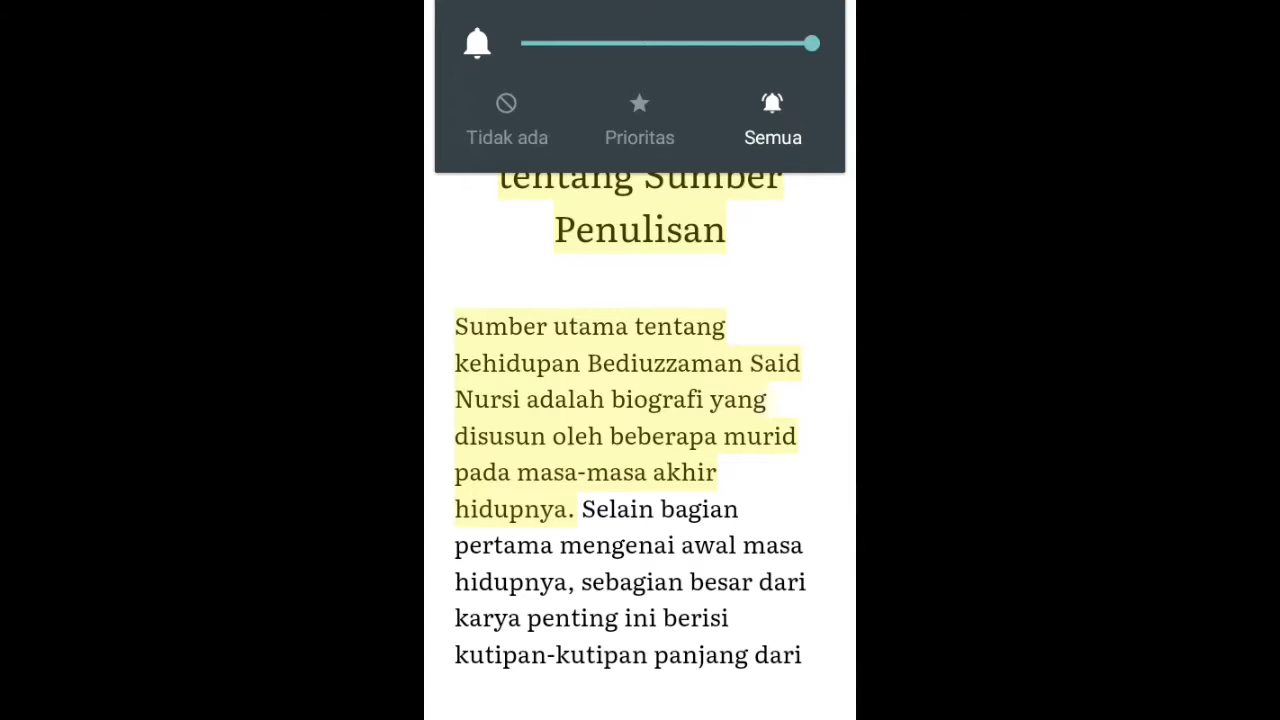 Tidak ada
Prioritas
Semua
tentang Sumber
Penulisan
Sumber utama tentang
kehidupan Bediuzzaman Said
Nursi adalah biografi yang
disusun oleh beberapa murid
pada masa-masa akhir
hidupnya. Selain bagian
pertama mengenai awal masa
hidupnya, sebagian besar dari
karya penting ini berisi
kutipan-kutipan panjang dari